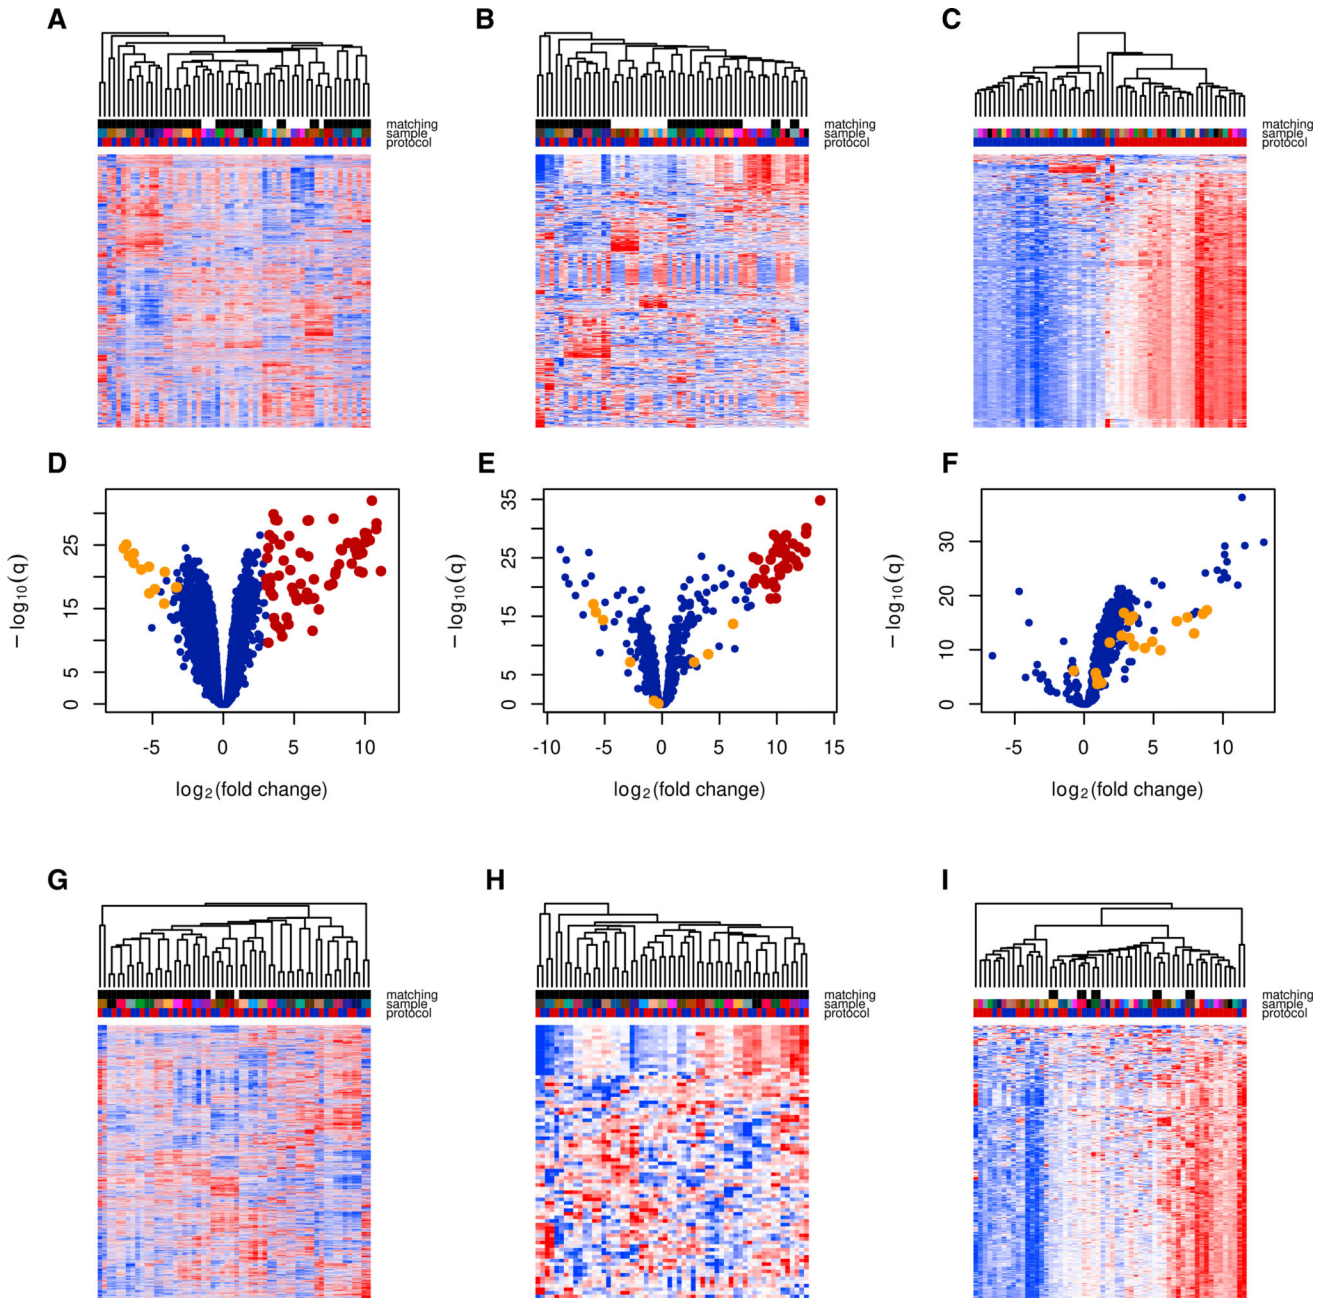 A
B
C
matching
sample
protocol
matching
sample
protocol
matching
sample
protocol
D
E
F
− log10(q)
25
15
5
0
-5
0
5
10
log2(fold change)
− log10(q)
35
25
15
5
0
-10
-5
0
5
10
15
log2(fold change)
− log10(q)
30
20
10
0
-5
0
5
10
log2(fold change)
G
H
I
matching
sample
protocol
matching
sample
protocol
matching
sample
protocol